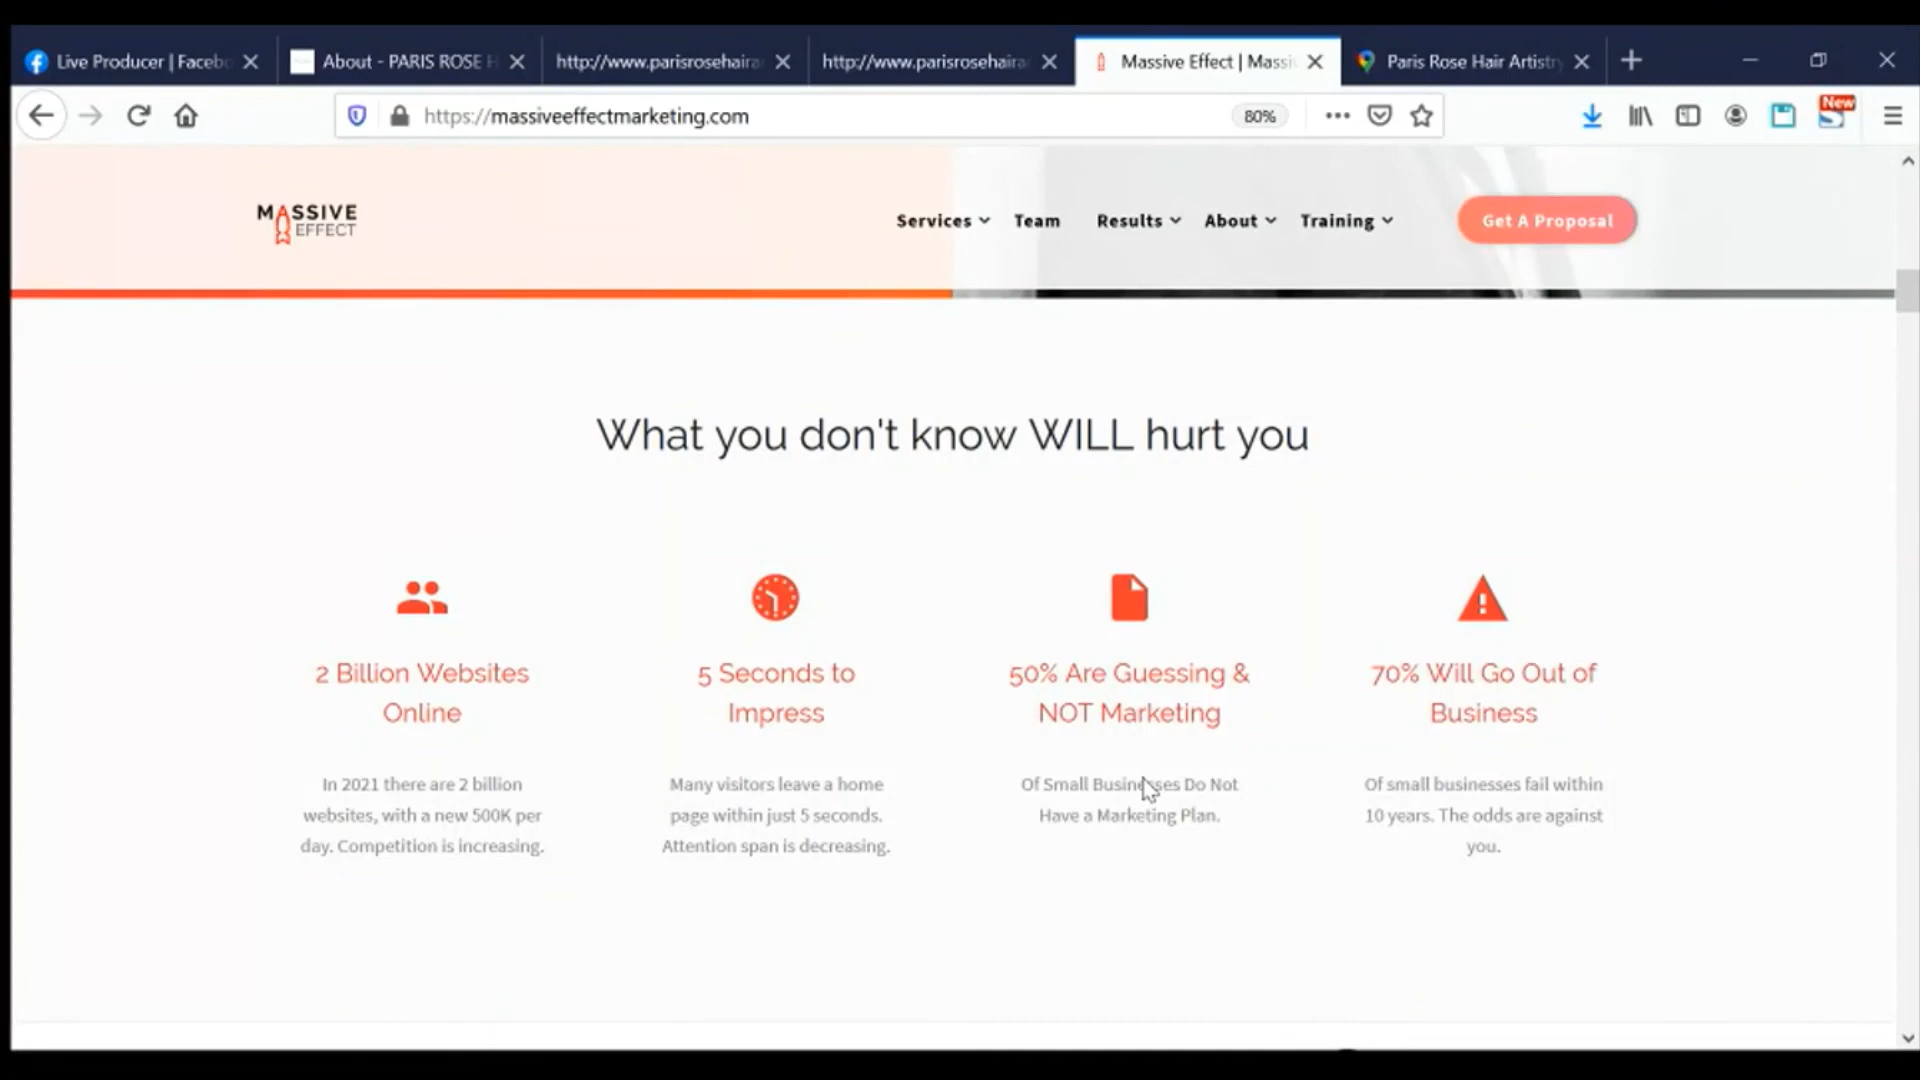 Live Producer | Facebo
About - PARIS ROSE H
http://www.parisrosehaira
http://www.parisrosehaira
Massive Effect | Massi
Paris Rose Hair Artistry
https://massiveeffectmarketing.com
80%
New
MASSIVE
EFFECT
Services
Team
Results
About
Training
Get A Proposal
What you don't know WILL hurt you
2 Billion Websites
Online
In 2021 there are 2 billion
websites, with a new 500K per
day. Competition is increasing.
5 Seconds to
Impress
Many visitors leave a home
page within just 5 seconds.
Attention span is decreasing.
50% Are Guessing &
NOT Marketing
Of Small Businesses Do Not
Have a Marketing Plan.
70% Will Go Out of
Business
Of small businesses fail within
10 years. The odds are against
you.